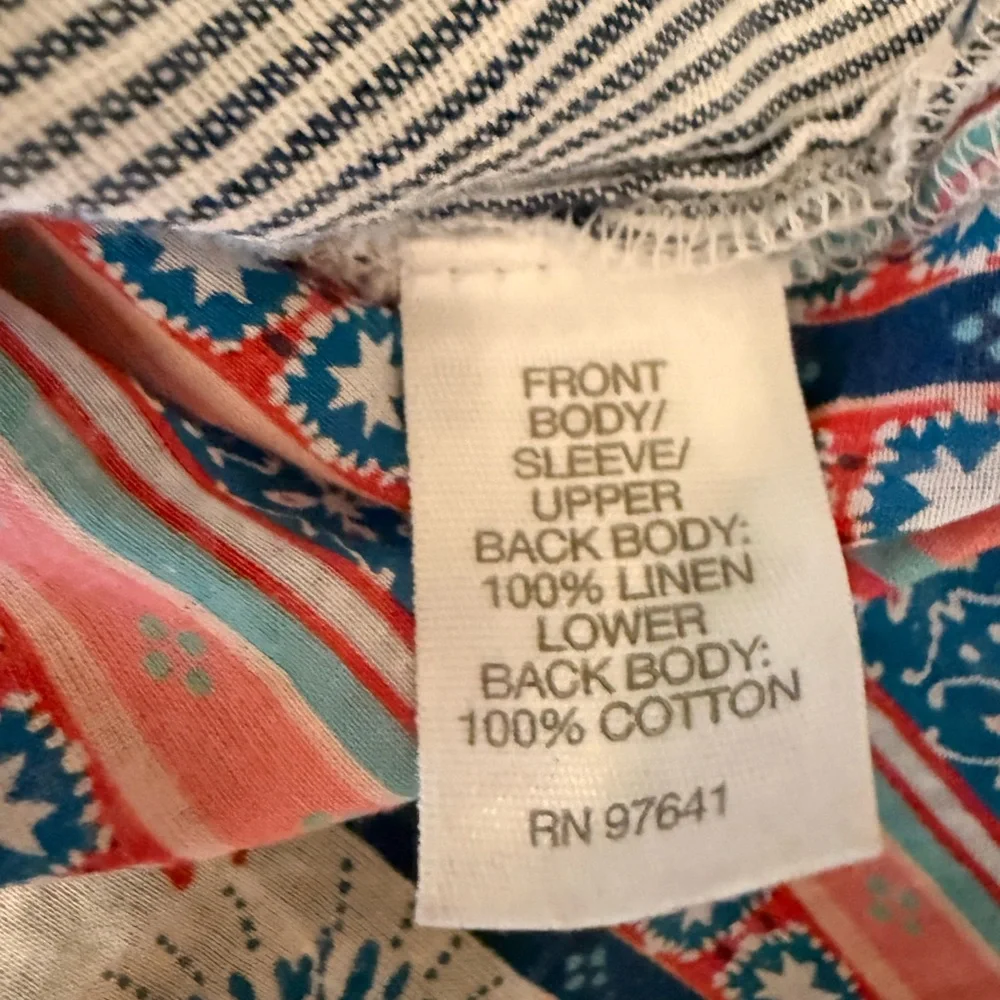 FRONT
BODY/
SLEEVE/
UPPER
BACK BODY:
100% LINEN
LOWER
BACK BODY:
100% COTTON
RN 97641